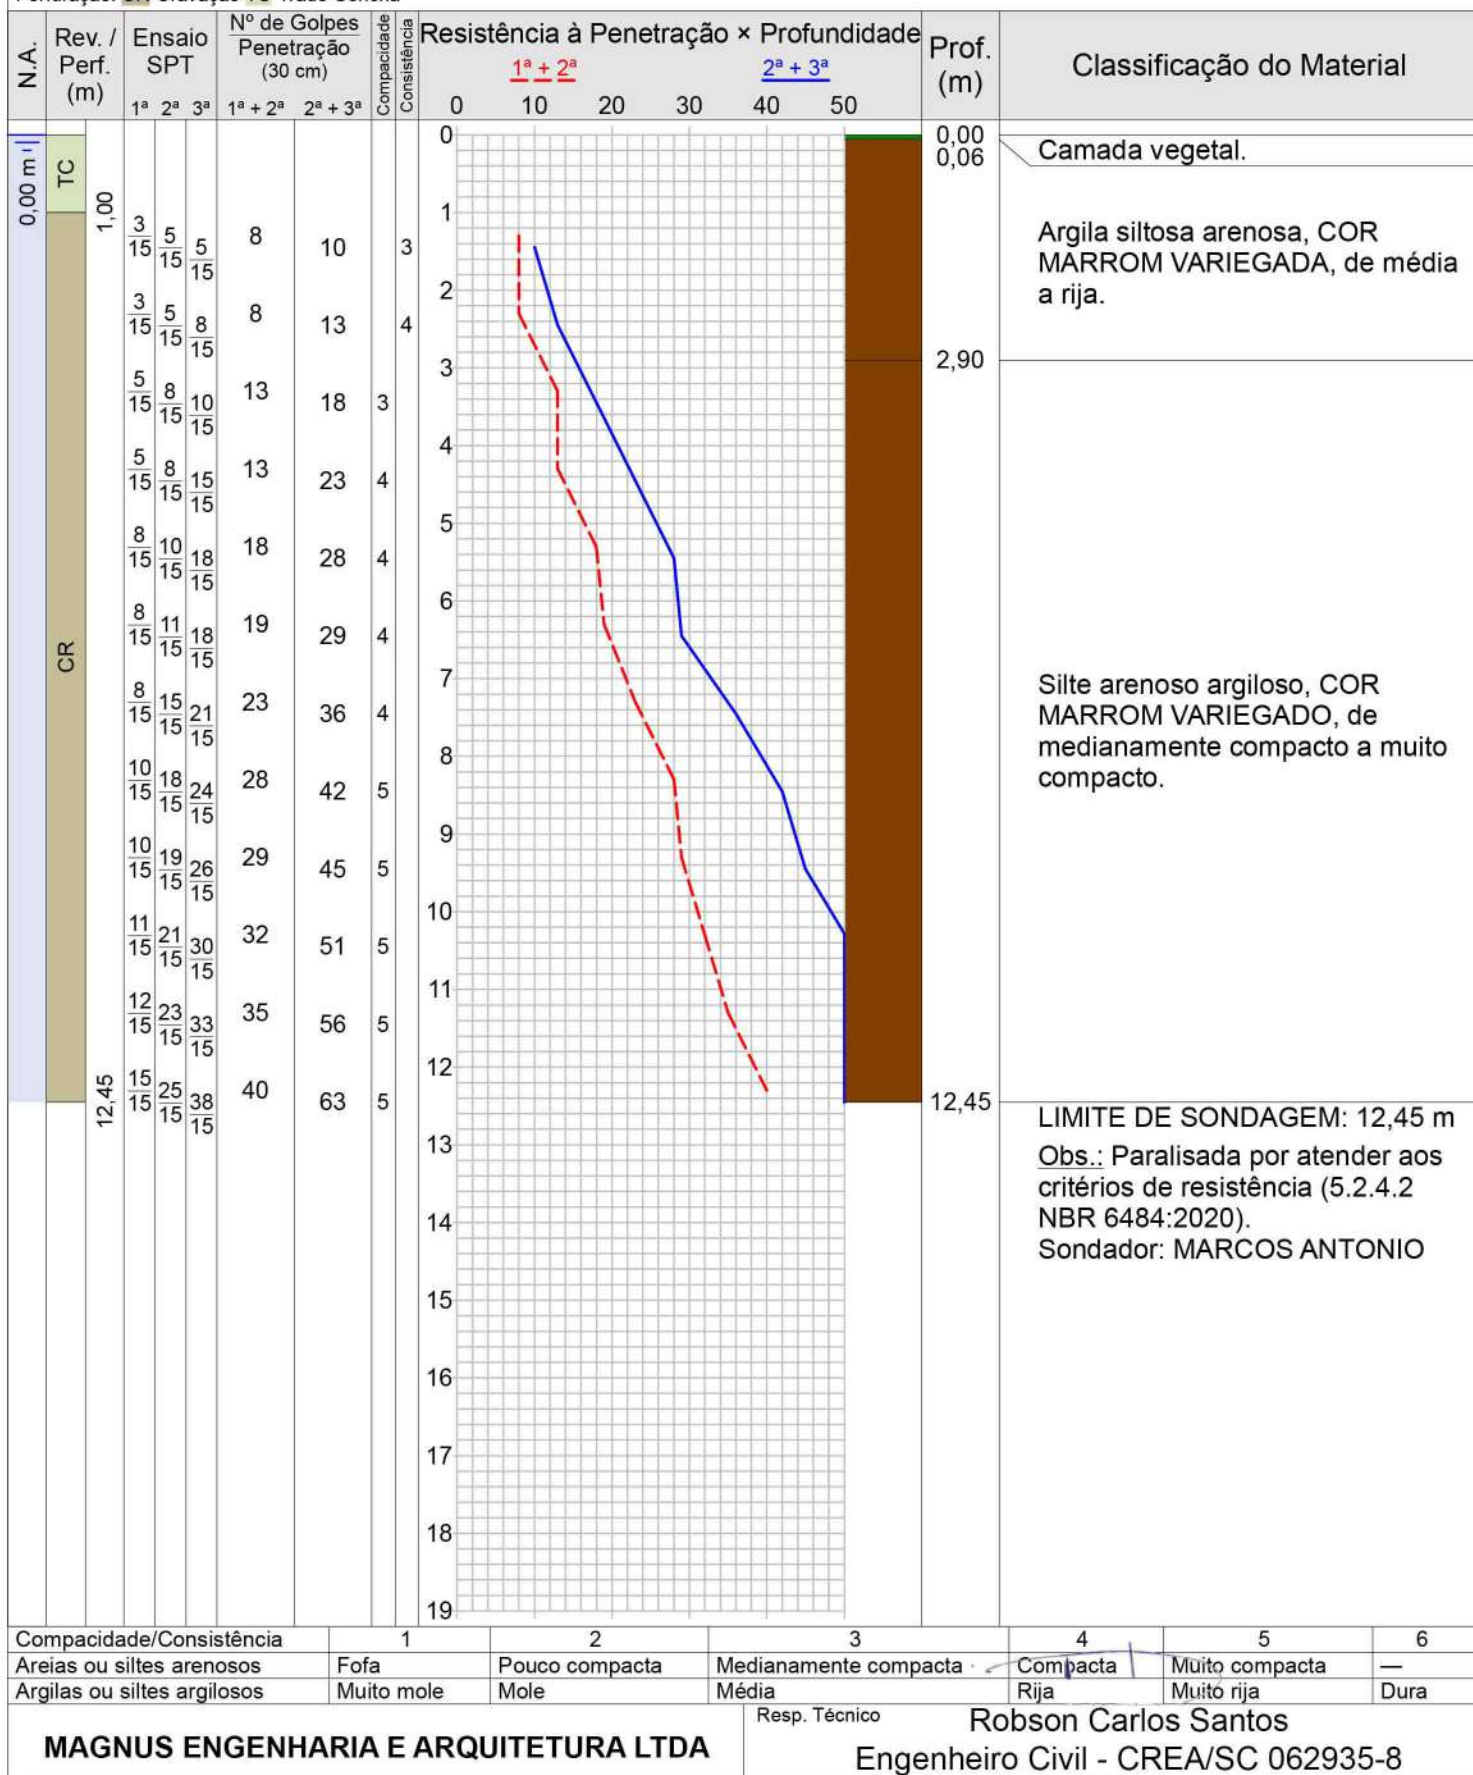 N.A.
Rev. / Perf. (m)
Ensaio SPT
1ª 2ª 3ª
Nº de Golpes
Penetração
(30 cm)
1ª + 2ª 2ª + 3ª
Compacidade
Consistência
Resistência à Penetração × Profundidade
1ª + 2ª 2ª + 3ª
0 10 20 30 40 50
Prof. (m)
Classificação do Material
0,00 m
TC
1,00
CR
12,45
3/15 5/15 5/15 8 10 3
3/15 5/15 8/15 8 13 4
5/15 8/15 10/15 13 18 3
5/15 8/15 15/15 13 23 4
8/15 10/15 18/15 18 28 4
8/15 11/15 18/15 19 29 4
8/15 15/15 21/15 23 36 4
10/15 18/15 24/15 28 42 5
10/15 19/15 26/15 29 45 5
11/15 21/15 30/15 32 51 5
12/15 23/15 33/15 35 56 5
15/15 25/15 38/15 40 63 5
0
1
2
3
4
5
6
7
8
9
10
11
12
13
14
15
16
17
18
19
0,00
0,06
2,90
12,45
Camada vegetal.
Argila siltosa arenosa, COR
MARROM VARIEGADA, de média
a rija.
Silte arenoso argiloso, COR
MARROM VARIEGADO, de
medianamente compacto a muito
compacto.
LIMITE DE SONDAGEM: 12,45 m
Obs.: Paralisada por atender aos
critérios de resistência (5.2.4.2
NBR 6484:2020).
Sondador: MARCOS ANTONIO
Compacidade/Consistência 1 2 3 4 5 6
Areias ou siltes arenosos Fofa Pouco compacta Medianamente compacta Compacta Muito compacta —
Argilas ou siltes argilosos Muito mole Mole Média Rija Muito rija Dura
MAGNUS ENGENHARIA E ARQUITETURA LTDA
Resp. Técnico
Robson Carlos Santos
Engenheiro Civil - CREA/SC 062935-8